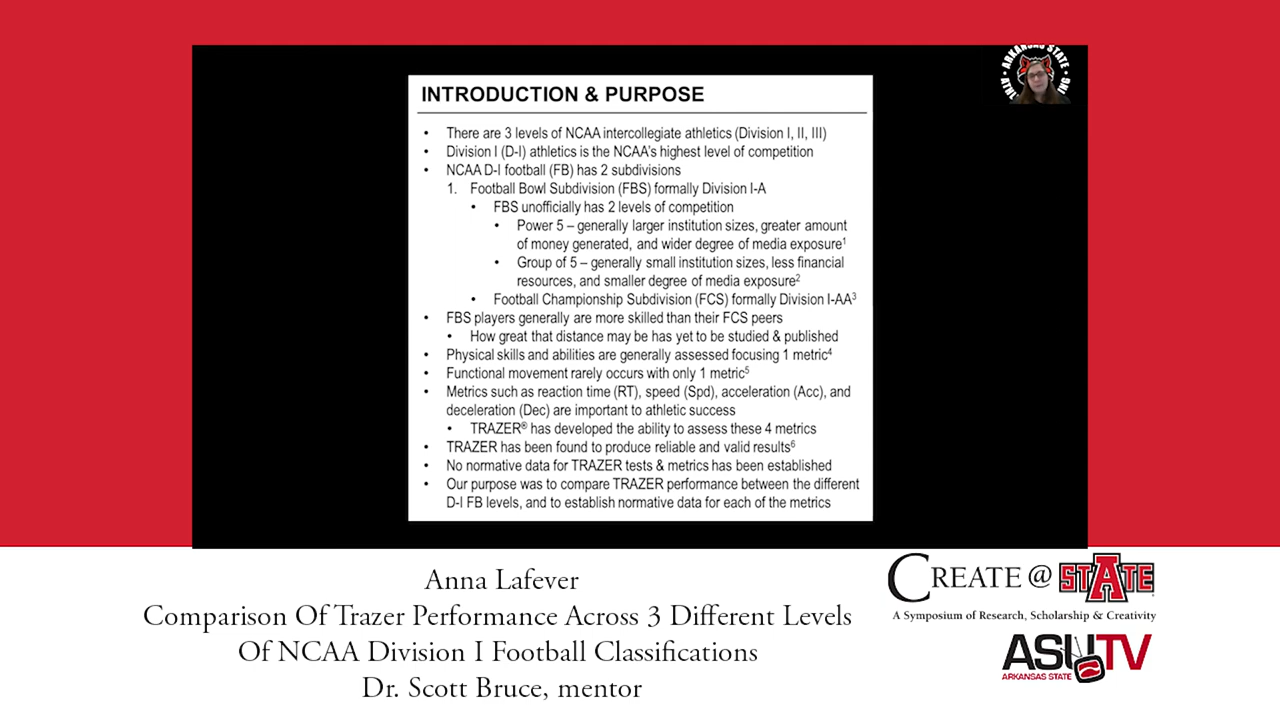 ARKANSAS STATE
INTRODUCTION & PURPOSE
• There are 3 levels of NCAA intercollegiate athletics (Division I, II, III)
• Division I (D-I) athletics is the NCAA's highest level of competition
• NCAA D-I football (FB) has 2 subdivisions
1. Football Bowl Subdivision (FBS) formally Division I-A
• FBS unofficially has 2 levels of competition
• Power 5 – generally larger institution sizes, greater amount
of money generated, and wider degree of media exposure¹
• Group of 5 – generally small institution sizes, less financial
resources, and smaller degree of media exposure²
• Football Championship Subdivision (FCS) formally Division I-AA³
• FBS players generally are more skilled than their FCS peers
• How great that distance may be has yet to be studied & published
• Physical skills and abilities are generally assessed focusing 1 metric⁴
• Functional movement rarely occurs with only 1 metric⁵
• Metrics such as reaction time (RT), speed (Spd), acceleration (Acc), and
deceleration (Dec) are important to athletic success
• TRAZER® has developed the ability to assess these 4 metrics
• TRAZER has been found to produce reliable and valid results⁶
• No normative data for TRAZER tests & metrics has been established
• Our purpose was to compare TRAZER performance between the different
D-I FB levels, and to establish normative data for each of the metrics
Anna Lafever
Comparison Of Trazer Performance Across 3 Different Levels
Of NCAA Division I Football Classifications
Dr. Scott Bruce, mentor
CREATE @ STATE
A Symposium of Research, Scholarship & Creativity
ASU TV
ARKANSAS STATE